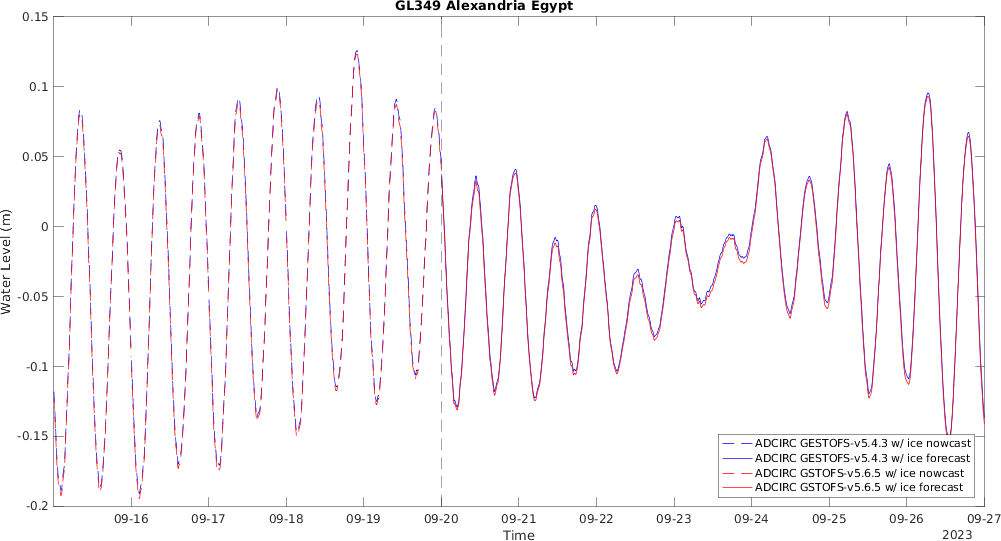 GL349 Alexandria Egypt
0.15
0.1
0.05
0
-0.05
-0.1
-0.15
-0.2
Water Level (m)
ADCIRC GESTOFS-v5.4.3 w/ ice nowcast
ADCIRC GESTOFS-v5.4.3 w/ ice forecast
ADCIRC GSTOFS-v5.6.5 w/ ice nowcast
ADCIRC GSTOFS-v5.6.5 w/ ice forecast
09-16 09-17 09-18 09-19 09-20 09-21 09-22 09-23 09-24 09-25 09-26 09-27
Time
2023